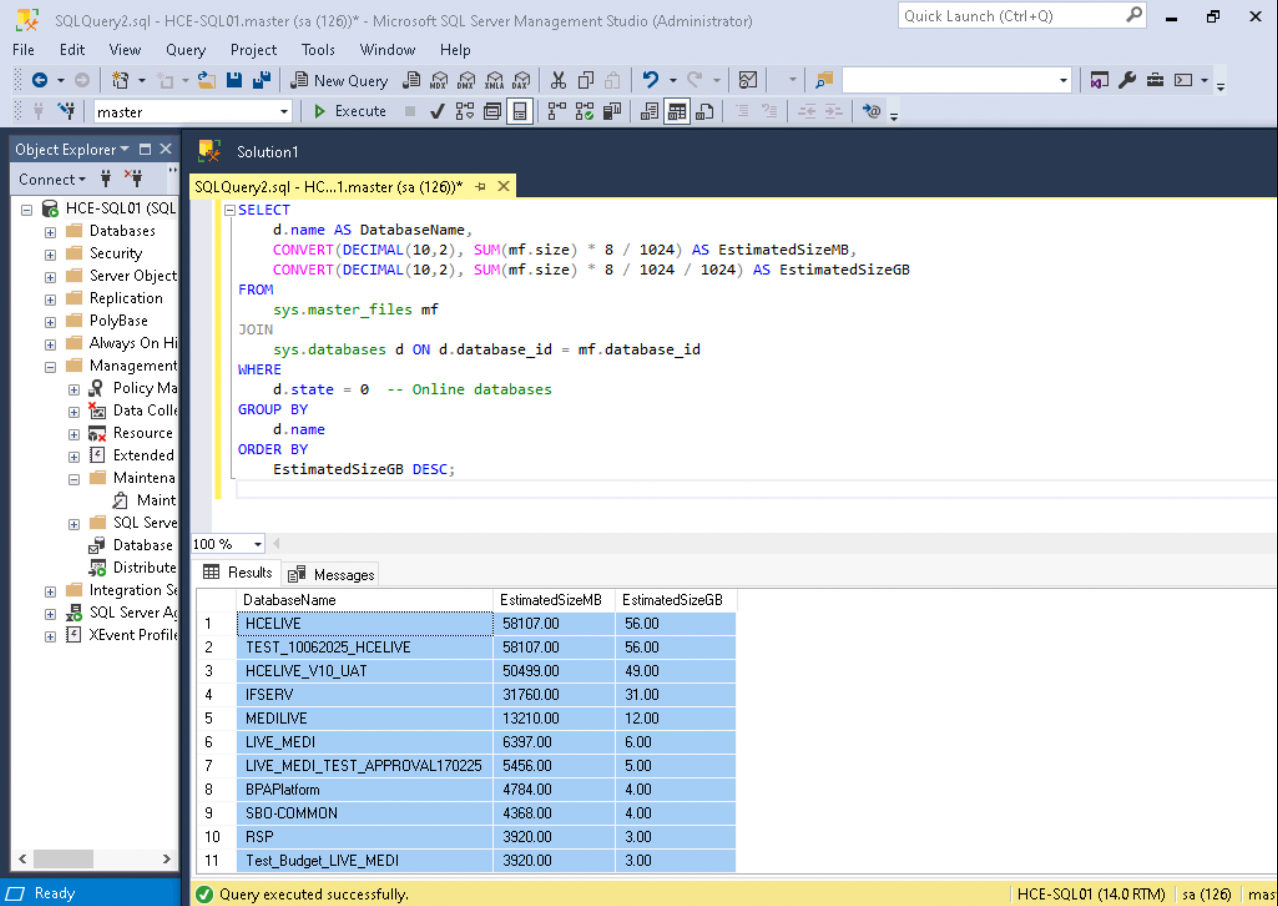 SQLQuery2.sql - HCE-SQL01.master (sa (126))* - Microsoft SQL Server Management Studio (Administrator)
Quick Launch (Ctrl+Q)
File Edit View Query Project Tools Window Help
New Query MDX DMX XMLA DAX
master Execute
Object Explorer
Solution1
Connect
SQLQuery2.sql - HC...1.master (sa (126))*
HCE-SQL01 (SQL
Databases
Security
Server Object
Replication
PolyBase
Always On Hi
Management
Policy Ma
Data Colle
Resource
Extended
Maintena
Maint
SQL Serve
Database
Distribute
Integration Se
SQL Server Ag
XEvent Profile
SELECT
d.name AS DatabaseName,
CONVERT(DECIMAL(10,2), SUM(mf.size) * 8 / 1024) AS EstimatedSizeMB,
CONVERT(DECIMAL(10,2), SUM(mf.size) * 8 / 1024 / 1024) AS EstimatedSizeGB
FROM
sys.master_files mf
JOIN
sys.databases d ON d.database_id = mf.database_id
WHERE
d.state = 0 -- Online databases
GROUP BY
d.name
ORDER BY
EstimatedSizeGB DESC;
100 %
Results Messages
DatabaseName EstimatedSizeMB EstimatedSizeGB
1 HCELIVE 58107.00 56.00
2 TEST_10062025_HCELIVE 58107.00 56.00
3 HCELIVE_V10_UAT 50499.00 49.00
4 IFSERV 31760.00 31.00
5 MEDILIVE 13210.00 12.00
6 LIVE_MEDI 6397.00 6.00
7 LIVE_MEDI_TEST_APPROVAL170225 5456.00 5.00
8 BPAPlatform 4784.00 4.00
9 SBO-COMMON 4368.00 4.00
10 RSP 3920.00 3.00
11 Test_Budget_LIVE_MEDI 3920.00 3.00
Ready
Query executed successfully.
HCE-SQL01 (14.0 RTM) sa (126) mas